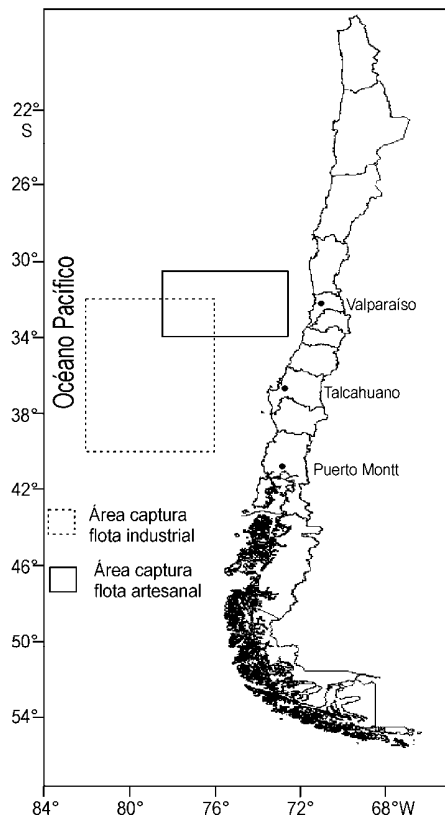 22°
S
26°
30°
Océano Pacífico
Valparaíso
34°
Talcahuano
38°
Puerto Montt
42°
Área captura
flota industrial
46°
Área captura
flota artesanal
50°
54°
84° 80° 76° 72° 68°W